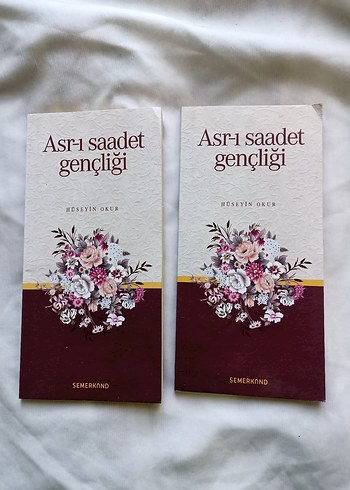 Asr-ı saadet
gençliği
HÜSEYİN OKUR
SEMERKAND
Asr-ı saadet
gençliği
HÜSEYİN OKUR
SEMERKAND